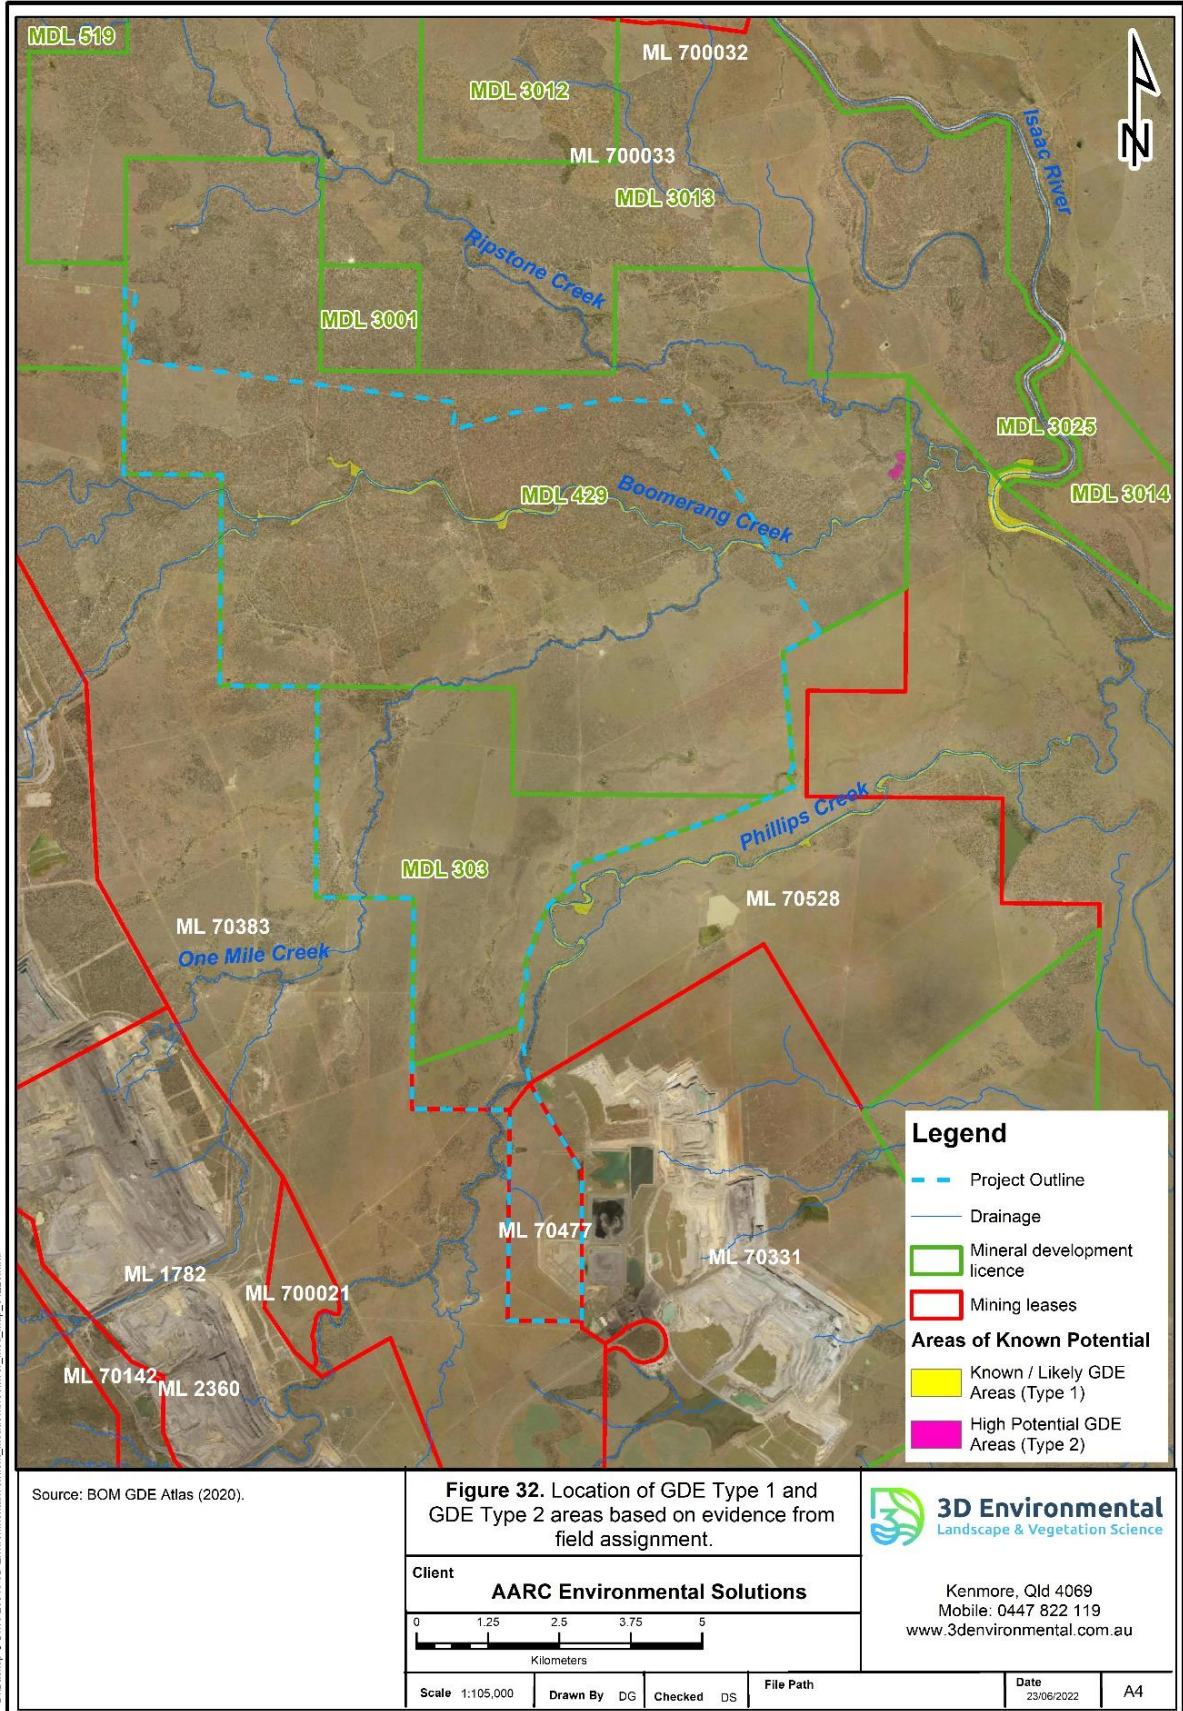 MDL 519
ML 700032
MDL 3012
N
Isaac River
ML 700033
MDL 3013
Ripstone Creek
MDL 3001
MDL 3025
MDL 3014
MDL 429
Boomerang Creek
Phillips Creek
MDL 303
ML 70528
ML 70383
One Mile Creek
ML 70477
ML 70331
ML 1782
ML 700021
ML 70142
ML 2360
Legend
Project Outline
Drainage
Mineral development
licence
Mining leases
Areas of Known Potential
Known / Likely GDE
Areas (Type 1)
High Potential GDE
Areas (Type 2)
Source: BOM GDE Atlas (2020).
Figure 32. Location of GDE Type 1 and
GDE Type 2 areas based on evidence from
field assignment.
Client
AARC Environmental Solutions
0 1.25 2.5 3.75 5
Kilometers
Scale 1:105,000
Drawn By DG
Checked DS
File Path
3D Environmental
Landscape & Vegetation Science
Kenmore, Qld 4069
Mobile: 0447 822 119
www.3denvironmental.com.au
Date
23/06/2022
A4